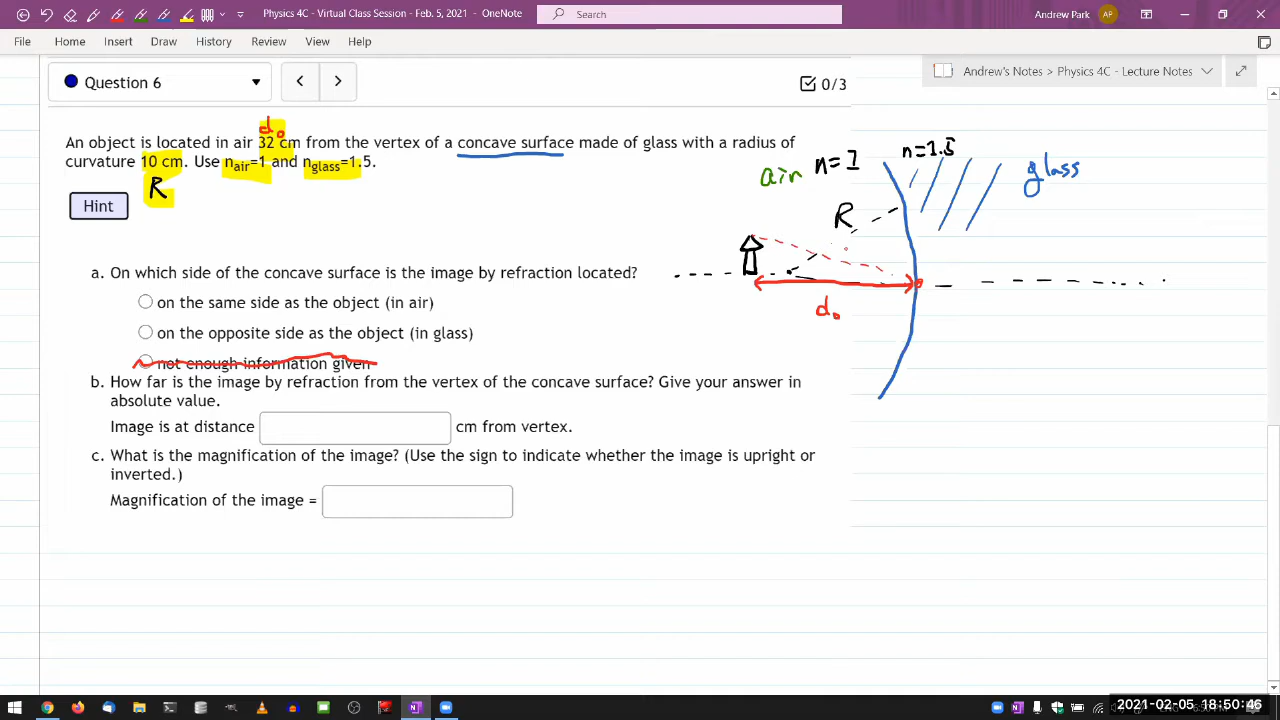 Physics 4C - Virtual Glass Session - Feb. 5, 2021 - OneNote
Search
Andrew Park
AP
File Home Insert Draw History Review View Help
Question 6
0/3
Andrew's Notes > Physics 4C - Lecture Notes
d₀
An object is located in air 32 cm from the vertex of a concave surface made of glass with a radius of
curvature 10 cm. Use nair=1 and nglass=1.5.
R
Hint
air n=1
n=1.5
glass
R
d₀
a. On which side of the concave surface is the image by refraction located?
on the same side as the object (in air)
on the opposite side as the object (in glass)
not enough information given
b. How far is the image by refraction from the vertex of the concave surface? Give your answer in
absolute value.
Image is at distance cm from vertex.
c. What is the magnification of the image? (Use the sign to indicate whether the image is upright or
inverted.)
Magnification of the image =
2021-02-05 18:50:46